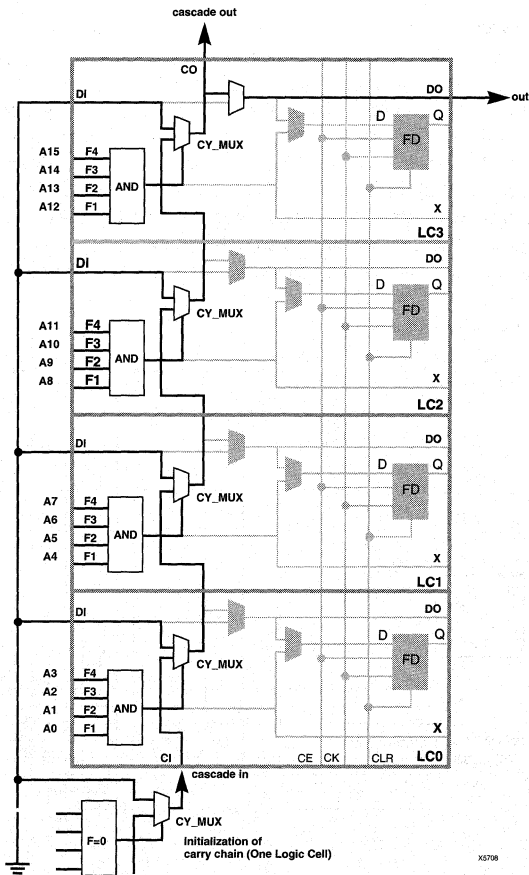 cascade out
CO
DI
DO
out
D
Q
FD
CY_MUX
A15 F4
A14 F3
A13 F2
A12 F1
AND
X
LC3
DI
DO
D
Q
FD
CY_MUX
A11 F4
A10 F3
A9 F2
A8 F1
AND
X
LC2
DI
DO
D
Q
FD
CY_MUX
A7 F4
A6 F3
A5 F2
A4 F1
AND
X
LC1
DI
DO
D
Q
FD
CY_MUX
A3 F4
A2 F3
A1 F2
A0 F1
AND
X
CI
CE
CK
CLR
LC0
cascade in
CY_MUX
F=0
Initialization of
carry chain (One Logic Cell)
X5708